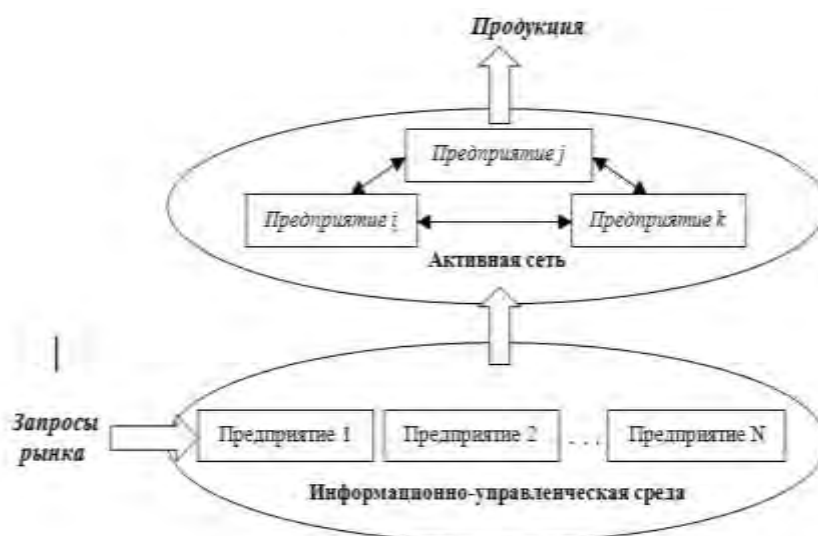 Продукция
Предприятие j
Предприятие i
Предприятие k
Активная сеть
Запросы
рынка
Предприятие 1
Предприятие 2
. . .
Предприятие N
Информационно-управленческая среда